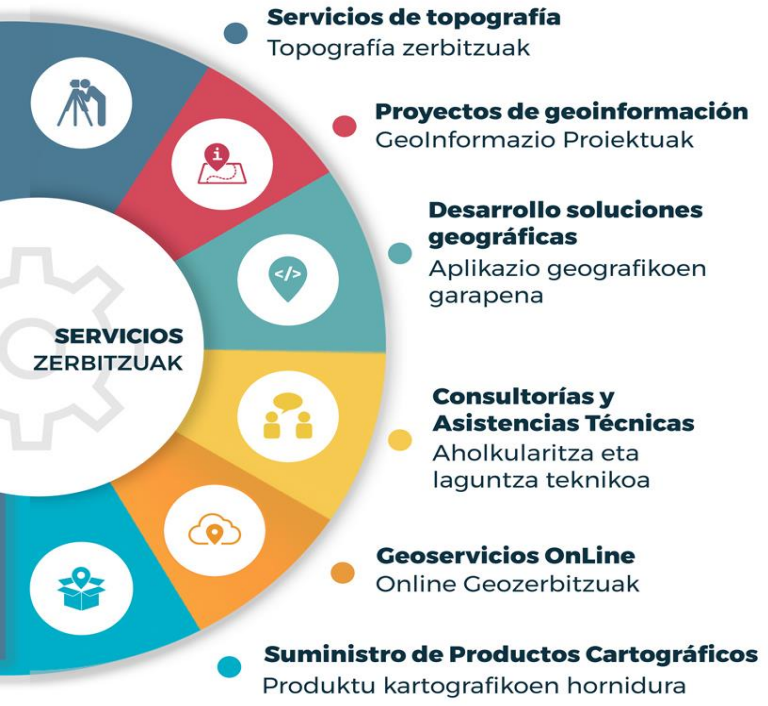 Servicios de topografía
Topografía zerbitzuak
Proyectos de geoinformación
GeoInformazio Proiektuak
i
Desarrollo soluciones
geográficas
Aplikazio geografikoen
garapena
</>
SERVICIOS
ZERBITZUAK
Consultorías y
Asistencias Técnicas
Aholkularitza eta
laguntza teknikoa
Geoservicios OnLine
Online Geozerbitzuak
Suministro de Productos Cartográficos
Produktu kartografikoen hornidura